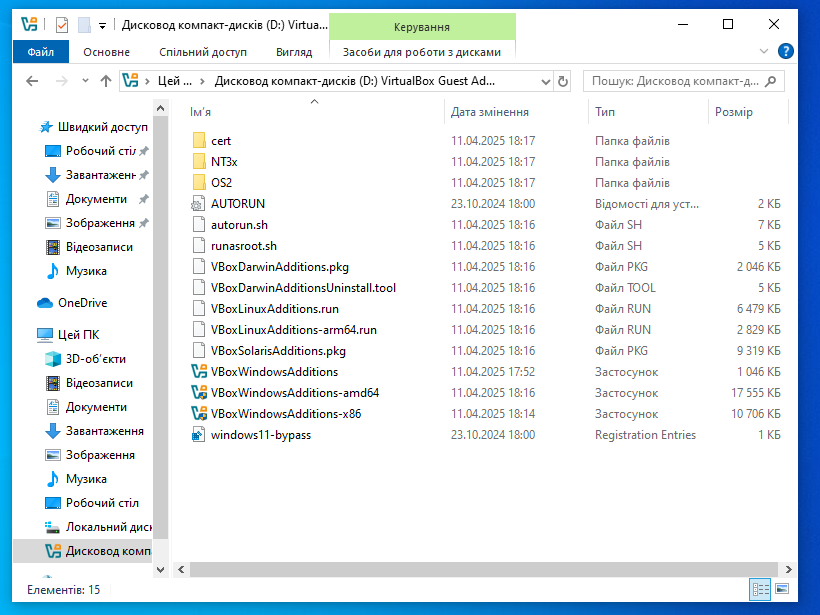 Дисковод компакт-дисків (D:) Virtua...
Керування
Файл
Основне
Спільний доступ
Вигляд
Засоби для роботи з дисками
?
Цей ...
Дисковод компакт-дисків (D:) VirtualBox Guest Ad...
Пошук: Дисковод компакт-д...
Швидкий доступ
Робочий стіл
Завантажен
Документи
Зображення
Відеозаписи
Музика
OneDrive
Цей ПК
3D-об'єкти
Відеозаписи
Документи
Завантаження
Зображення
Музика
Робочий стіл
Локальний диск
Дисковод комп
Ім'я Дата змінення Тип Розмір
cert 11.04.2025 18:17 Папка файлів
NT3x 11.04.2025 18:17 Папка файлів
OS2 11.04.2025 18:17 Папка файлів
AUTORUN 23.10.2024 18:00 Відомості для уст... 2 КБ
autorun.sh 11.04.2025 18:16 Файл SH 7 КБ
runasroot.sh 11.04.2025 18:16 Файл SH 5 КБ
VBoxDarwinAdditions.pkg 11.04.2025 18:16 Файл PKG 2 046 КБ
VBoxDarwinAdditionsUninstall.tool 11.04.2025 18:16 Файл TOOL 5 КБ
VBoxLinuxAdditions.run 11.04.2025 18:16 Файл RUN 6 479 КБ
VBoxLinuxAdditions-arm64.run 11.04.2025 18:16 Файл RUN 2 829 КБ
VBoxSolarisAdditions.pkg 11.04.2025 18:16 Файл PKG 9 319 КБ
VBoxWindowsAdditions 11.04.2025 17:52 Застосунок 1 046 КБ
VBoxWindowsAdditions-amd64 11.04.2025 18:16 Застосунок 17 555 КБ
VBoxWindowsAdditions-x86 11.04.2025 18:14 Застосунок 10 706 КБ
windows11-bypass 23.10.2024 18:00 Registration Entries 1 КБ
Елементів: 15